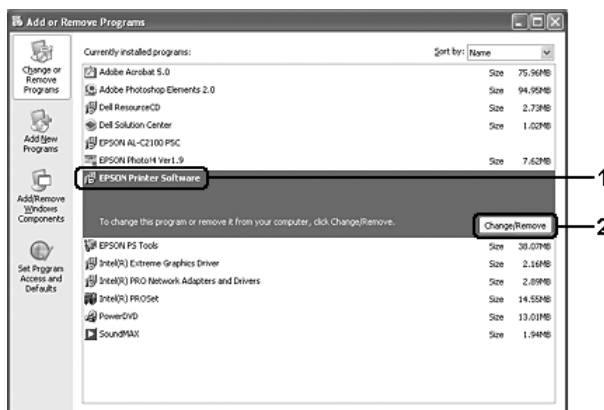 Add or Remove Programs
Currently installed programs:
Sort by: Name
Change or
Remove
Programs
Add New
Programs
Add/Remove
Windows
Components
Set Program
Access and
Defaults
Adobe Acrobat 5.0 Size 75.96MB
Adobe Photoshop Elements 2.0 Size 94.95MB
Dell ResourceCD Size 2.73MB
Dell Solution Center Size 1.02MB
EPSON AL-C2100 PSC
EPSON Photo!4 Ver1.9 Size 7.62MB
EPSON Printer Software 1
To change this program or remove it from your computer, click Change/Remove. Change/Remove 2
EPSON PS Tools Size 38.07MB
Intel(R) Extreme Graphics Driver Size 2.16MB
Intel(R) PRO Network Adapters and Drivers Size 2.89MB
Intel(R) PROSet Size 14.55MB
PowerDVD Size 13.01MB
SoundMAX Size 1.94MB